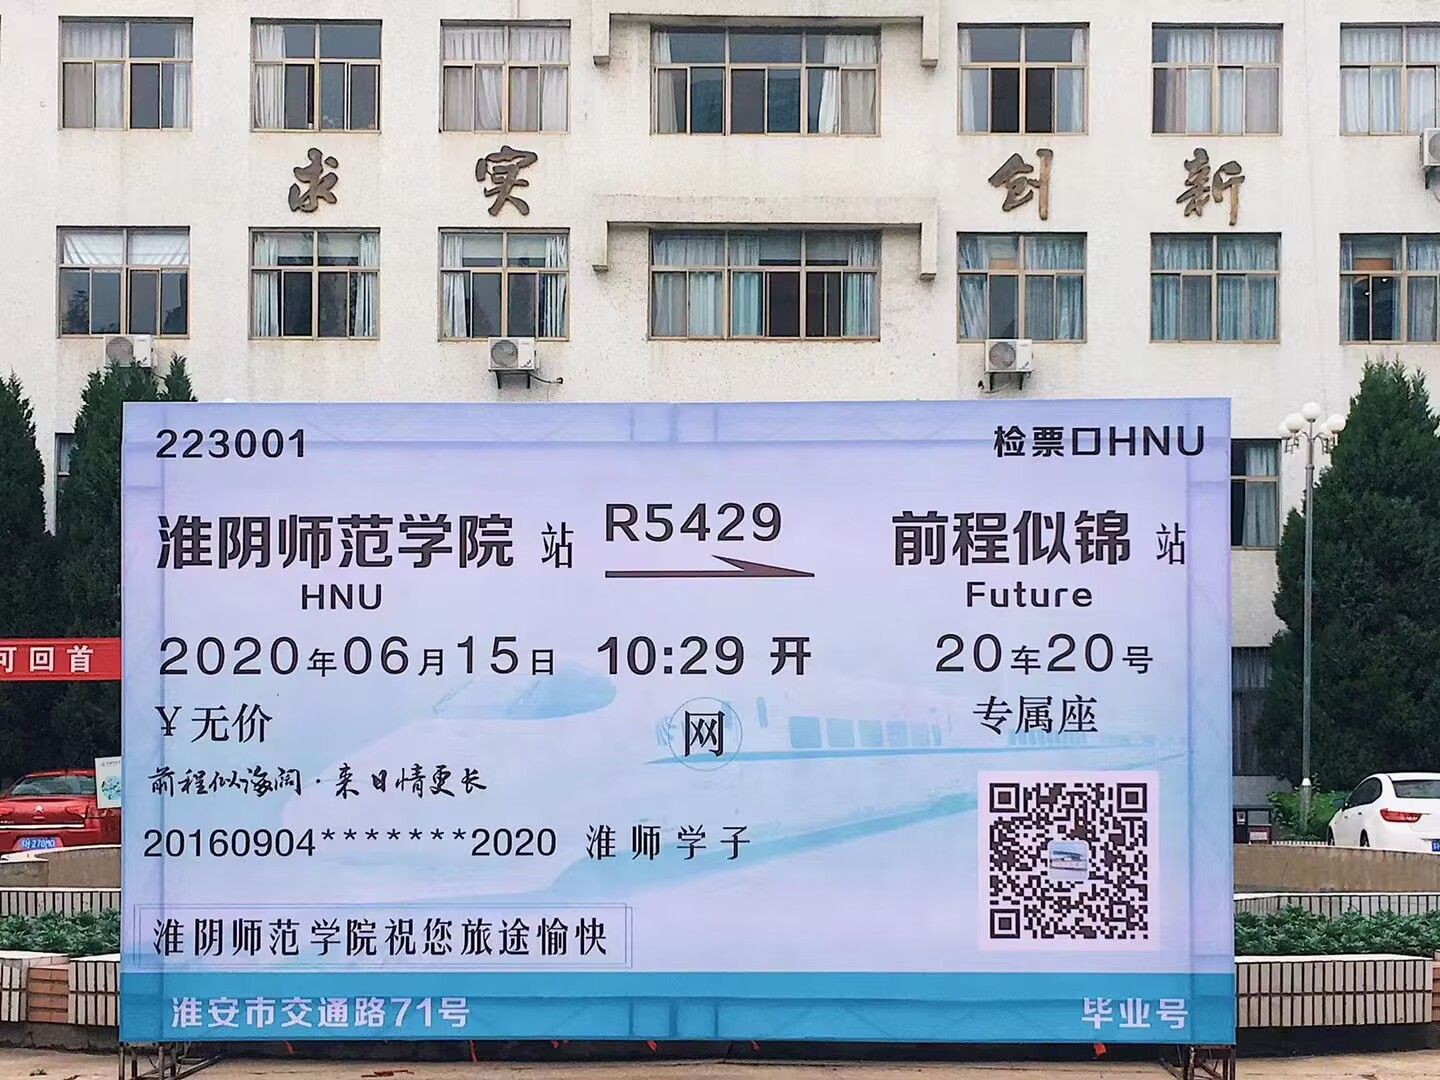 求实 创新
223001 检票口HNU
淮阴师范学院 站 R5429 前程似锦 站
HNU Future
2020年06月15日 10:29 开 20车20号
¥无价 网 专属座
前程似海阔·来日情更长
20160904*******2020 淮师学子
淮阴师范学院祝您旅途愉快
淮安市交通路71号 毕业号
可回首